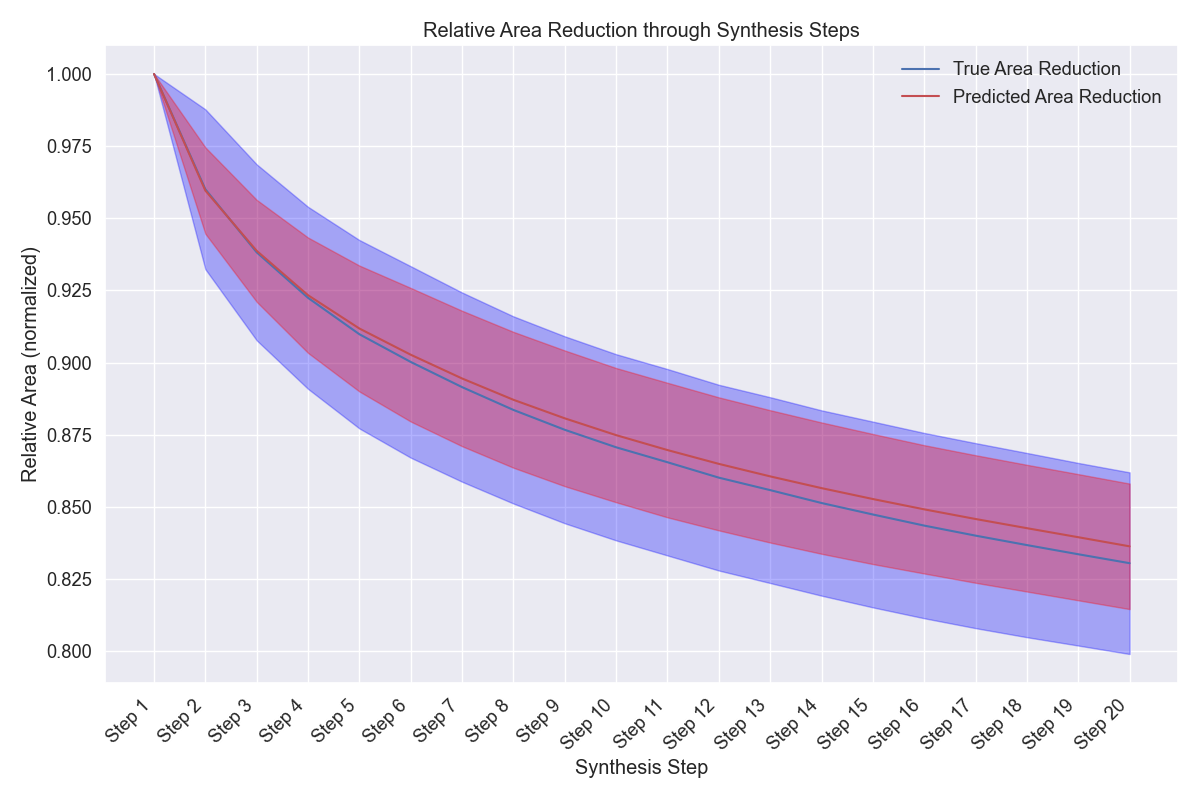 Relative Area Reduction through Synthesis Steps
True Area Reduction
Predicted Area Reduction
Relative Area (normalized)
1.000
0.975
0.950
0.925
0.900
0.875
0.850
0.825
0.800
Step 1
Step 2
Step 3
Step 4
Step 5
Step 6
Step 7
Step 8
Step 9
Step 10
Step 11
Step 12
Step 13
Step 14
Step 15
Step 16
Step 17
Step 18
Step 19
Step 20
Synthesis Step